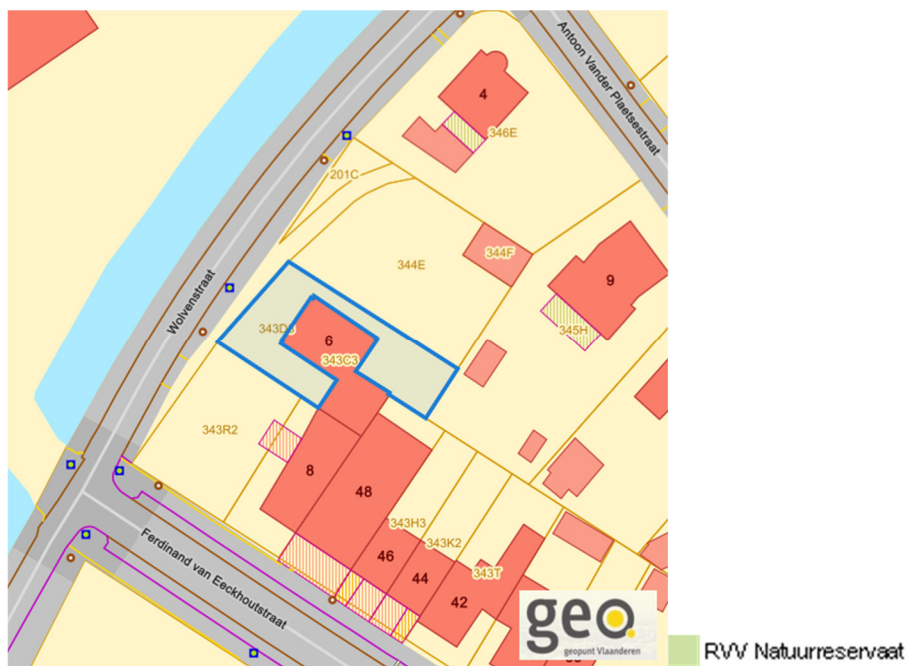 Antoon Vander Plaetsestraat
4
346E
201C
344E
344F
9
345H
Wolvenstraat
6
343C3
343R2
8
48
343H3
46
343K2
44
343T
42
Ferdinand van Eeckhoutstraat
geo.
geopunt Vlaanderen
RVV Natuurreservaat